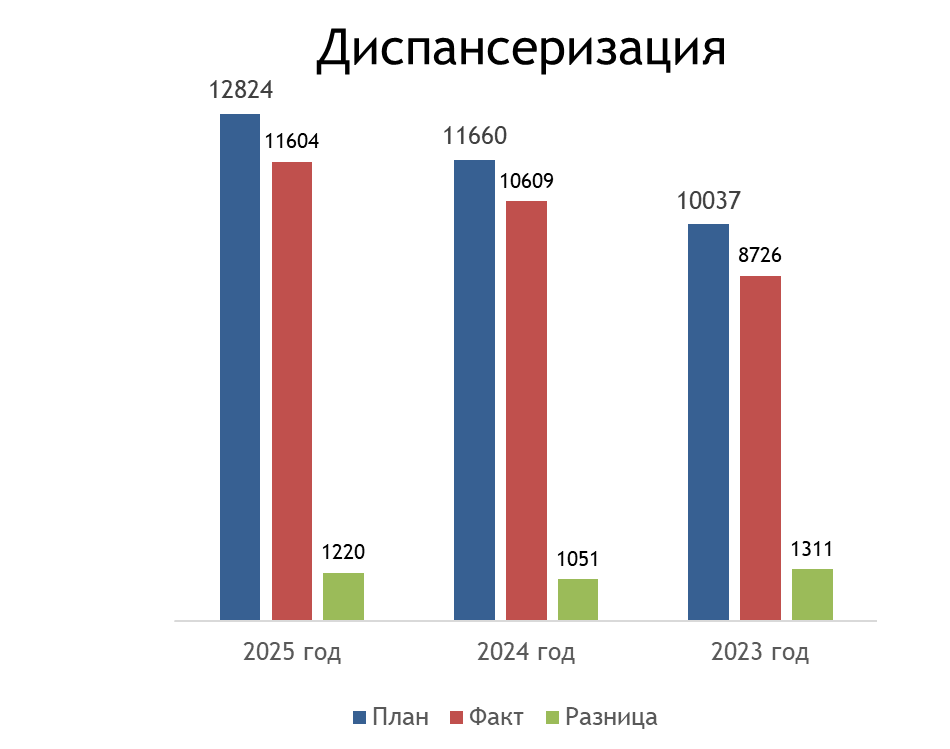 Диспансеризация
12824
11604
1220
11660
10609
1051
10037
8726
1311
2025 год
2024 год
2023 год
План
Факт
Разница